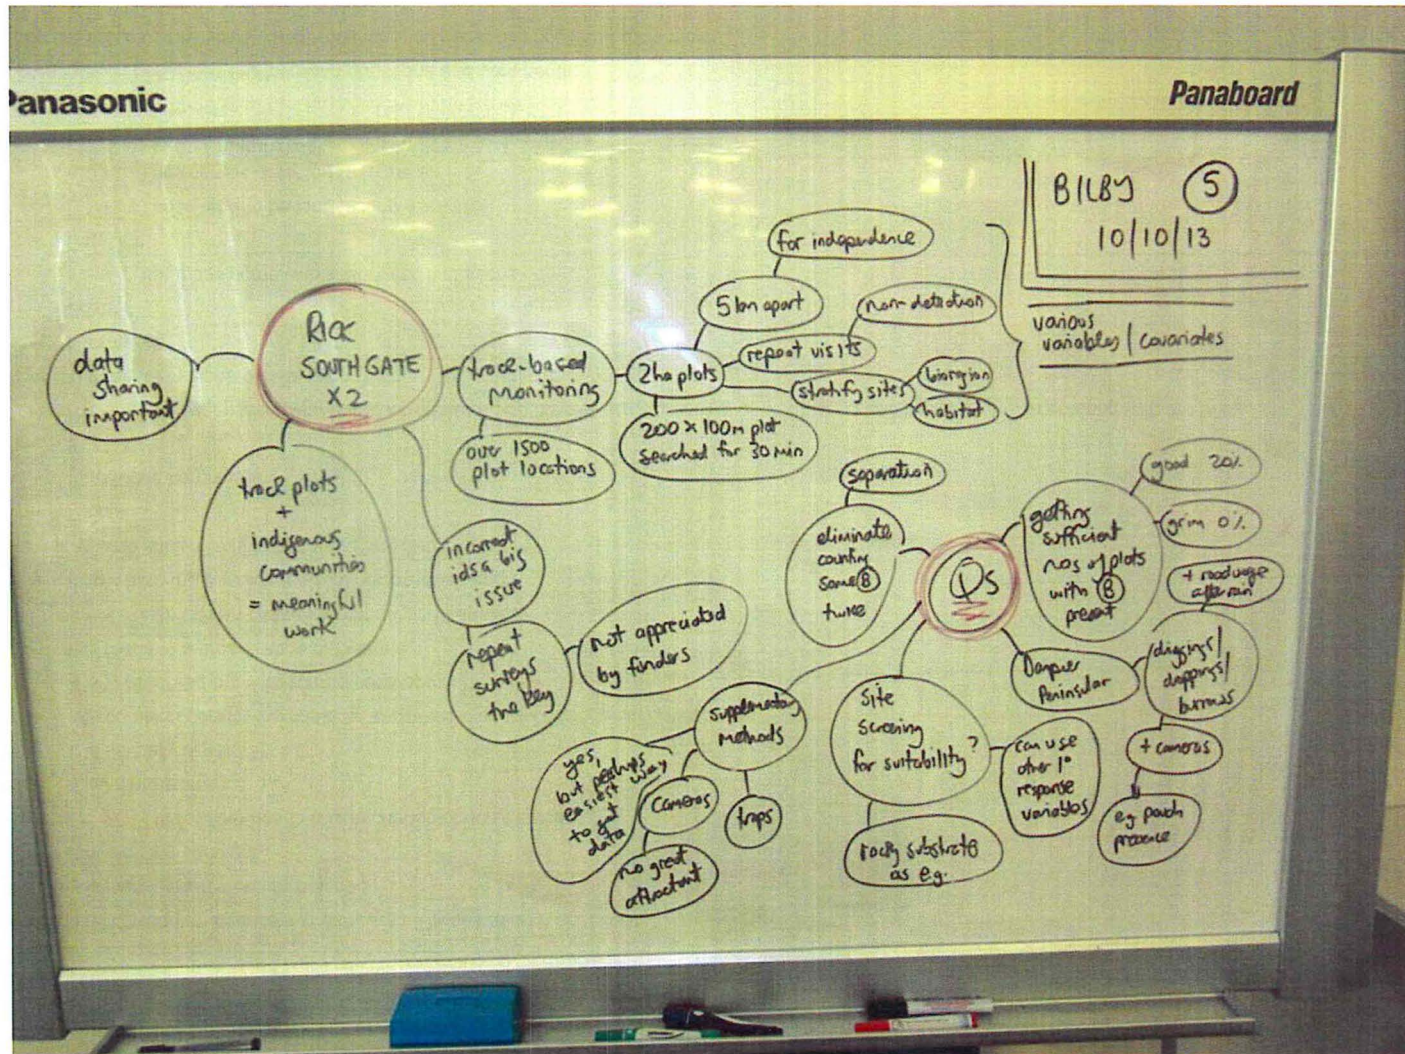 Panasonic
Panaboard
BILBY 5
10/10/13
various
variables / covariates
RICK
SOUTHGATE
X2
data
sharing
important
track plots
+
indigenous
communities
= meaningful
work
track-based
monitoring
over 1500
plot locations
incorrect
ids a big
issue
repeat
surveys
the key
not appreciated
by funders
2ha plots
200 x 100m plot
searched for 30 min
5 km apart
for independence
repeat visits
non-detection
stratify sites
bioregion
habitat
QS
separation
eliminate
counting
same B
twice
getting
sufficient
nos of plots
with B
present
good 20%
grim 0%
Dampier
Peninsular
diggings/
droppings/
burrows
+ road usage
after rain
+ cameras
eg pouch
presence
Site
screening
for suitability?
can use
other 1°
response
variables
rocky substrate
as e.g.
supplementary
methods
yes,
but perhaps
easiest way
to get
data
cameras
no great
attractant
traps